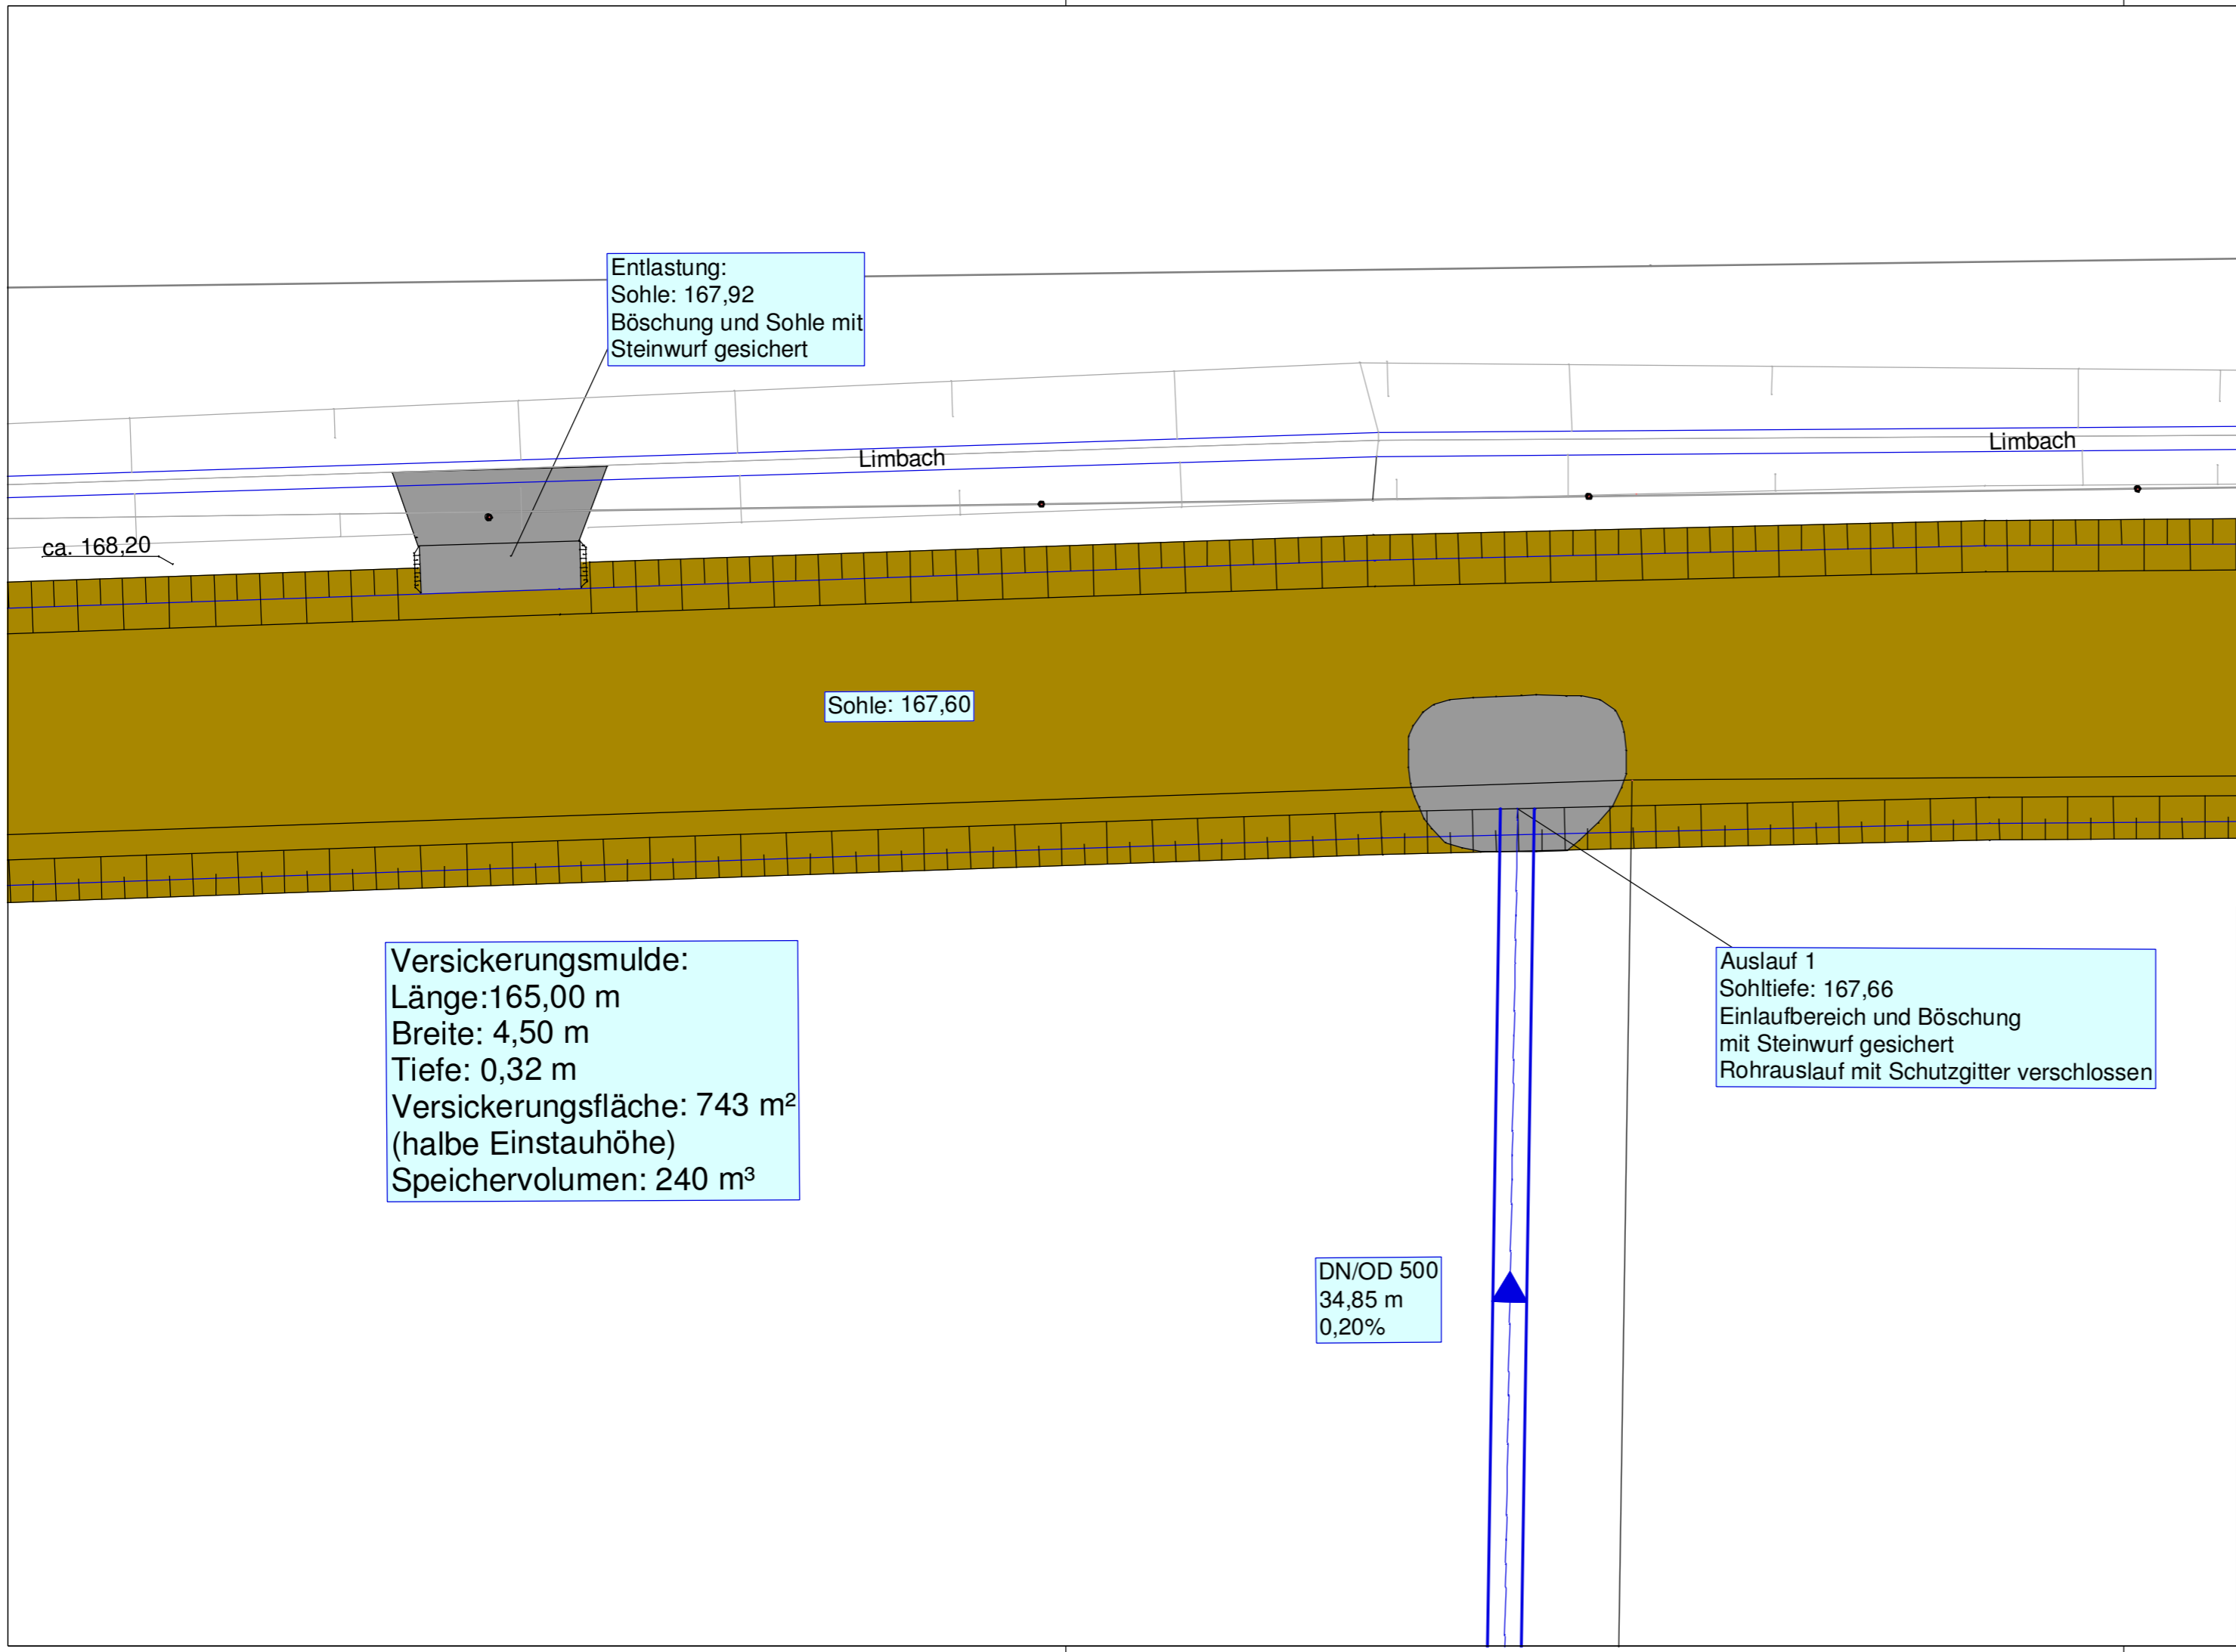 Entlastung:
Sohle: 167,92
Böschung und Sohle mit
Steinwurf gesichert
Limbach
Limbach
ca. 168,20
Sohle: 167,60
Versickerungsmulde:
Länge:165,00 m
Breite: 4,50 m
Tiefe: 0,32 m
Versickerungsfläche: 743 m²
(halbe Einstauhöhe)
Speichervolumen: 240 m³
Auslauf 1
Sohltiefe: 167,66
Einlaufbereich und Böschung
mit Steinwurf gesichert
Rohrauslauf mit Schutzgitter verschlossen
DN/OD 500
34,85 m
0,20%